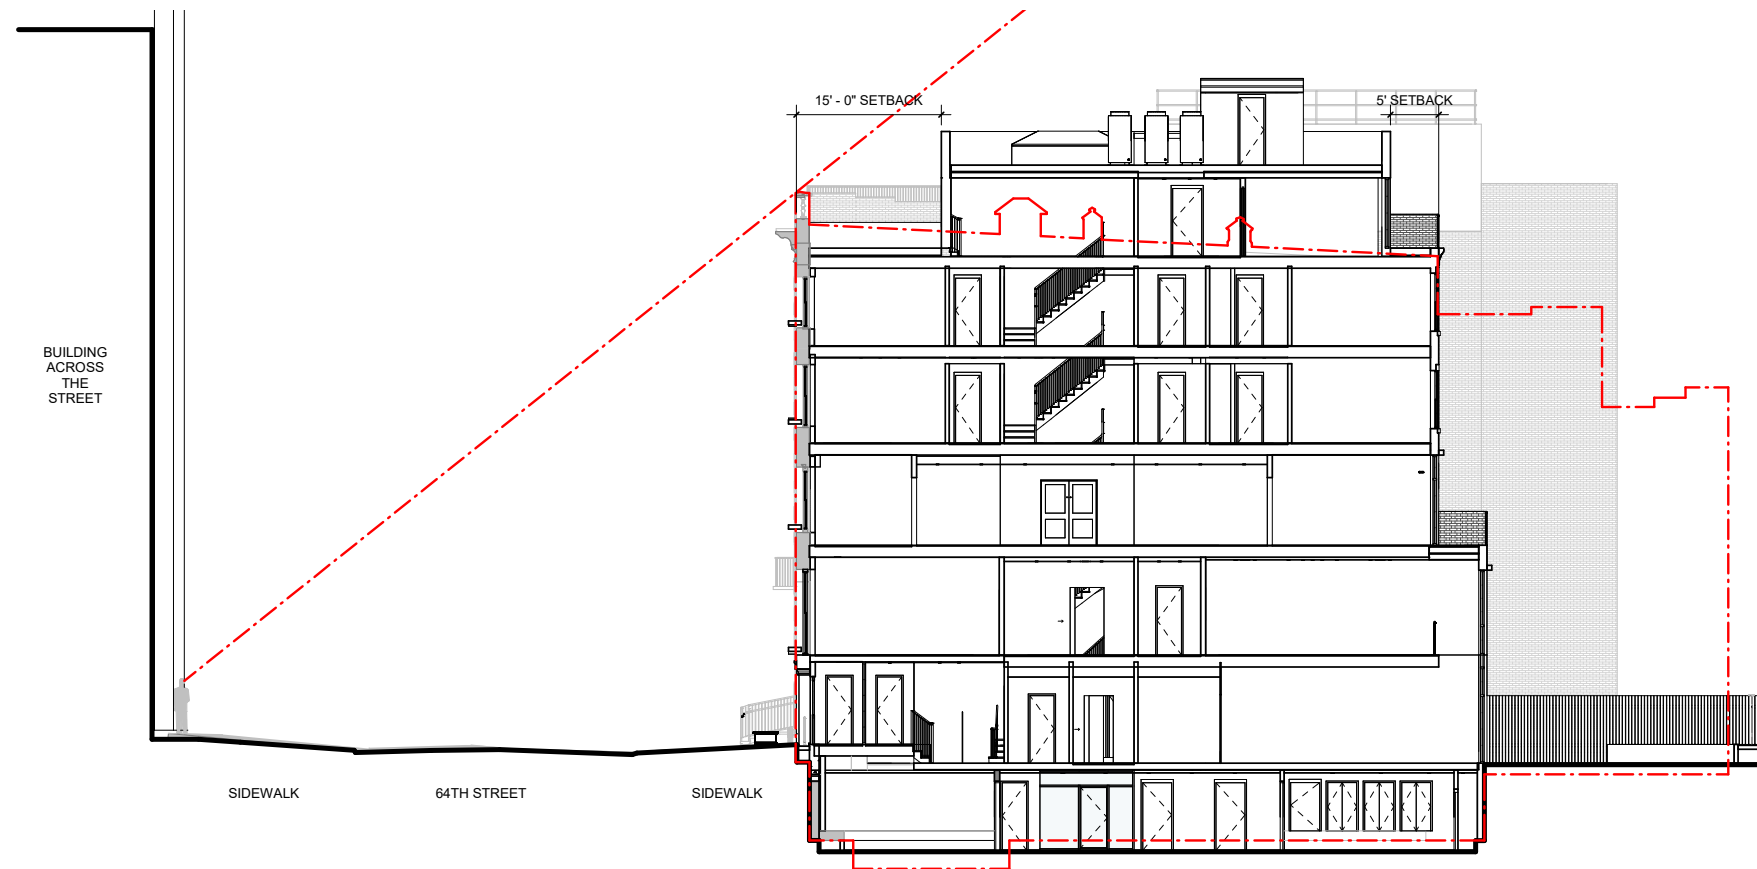 15' - 0" SETBACK
5' SETBACK
BUILDING
ACROSS
THE
STREET
SIDEWALK
64TH STREET
SIDEWALK